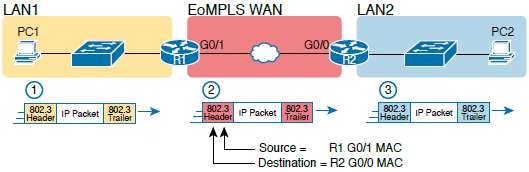 LAN1
EoMPLS WAN
LAN2
PC1
R1
G0/1
G0/0
R2
PC2
1
802.3 Header
IP Packet
802.3 Trailer
2
802.3 Header
IP Packet
802.3 Trailer
3
802.3 Header
IP Packet
802.3 Trailer
Source = R1 G0/1 MAC
Destination = R2 G0/0 MAC